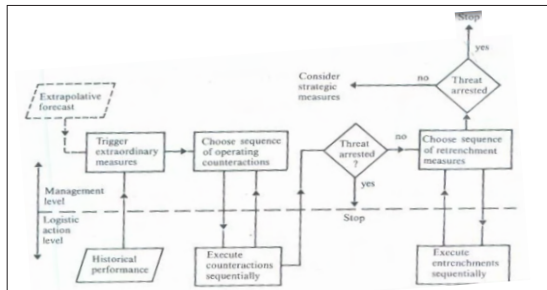 Stop
yes
Threat
arrested
no
Consider
strategic
measures
Extrapolative
forecast
Trigger
extraordinary
measures
Choose sequence
of operating
counteractions
Threat
arrested
?
no
Choose sequence
of retrenchment
measures
yes
Management
level
Stop
Logistic
action
level
Historical
performance
Execute
counteractions
sequentially
Execute
entrenchments
sequentially